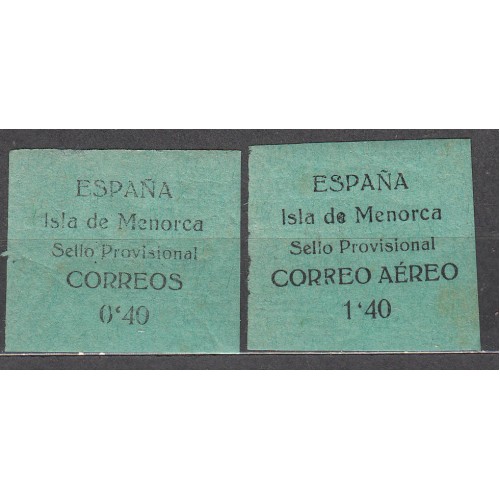 ESPAÑA
Isla de Menorca
Sello Provisional
CORREOS
0‘40
ESPAÑA
Isla de Menorca
Sello Provisional
CORREO AÉREO
1‘40